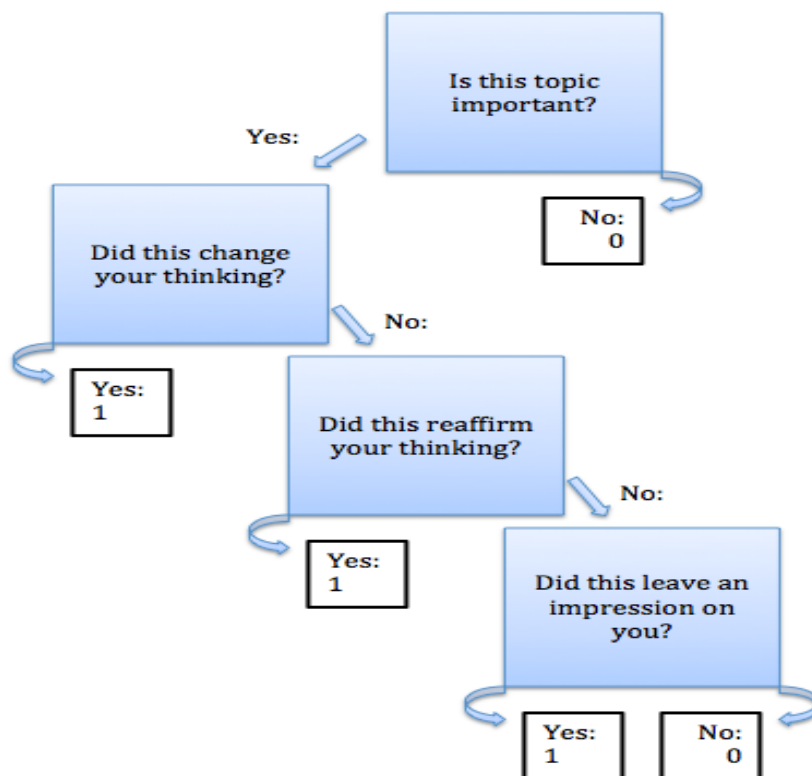 Is this topic
important?
Yes:
No:
0
Did this change
your thinking?
No:
Yes:
1
Did this reaffirm
your thinking?
No:
Yes:
1
Did this leave an
impression on
you?
Yes:
1
No:
0